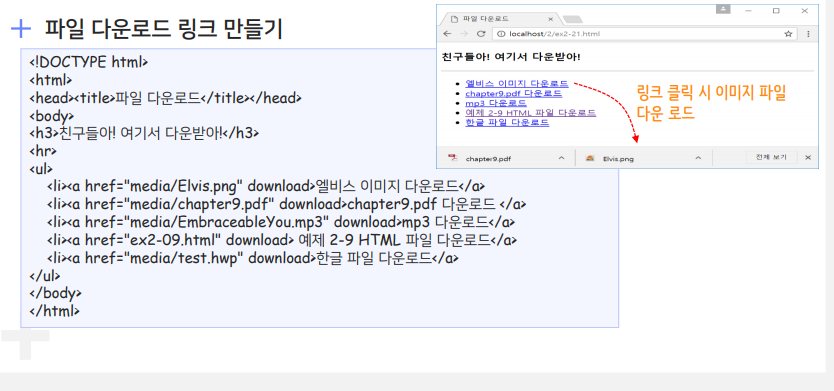 파일 다운로드 링크 만들기
<!DOCTYPE html>
<html>
<head><title>파일 다운로드</title></head>
<body>
<h3>친구들아! 여기서 다운받아!</h3>
<hr>
<ul>
<li><a href="media/Elvis.png" download>엘비스 이미지 다운로드</a>
<li><a href="media/chapter9.pdf" download>chapter9.pdf 다운로드 </a>
<li><a href="media/EmbraceableYou.mp3" download>mp3 다운로드</a>
<li><a href="ex2-09.html" download> 예제 2-9 HTML 파일 다운로드</a>
<li><a href="media/test.hwp" download>한글 파일 다운로드</a>
</ul>
</body>
</html>
파일 다운로드
localhost/2/ex2-21.html
친구들아! 여기서 다운받아!
엘비스 이미지 다운로드
chapter9.pdf 다운로드
mp3 다운로드
예제 2-9 HTML 파일 다운로드
한글 파일 다운로드
링크 클릭 시 이미지 파일
다운 로드
chapter9.pdf
Elvis.png
전체 보기